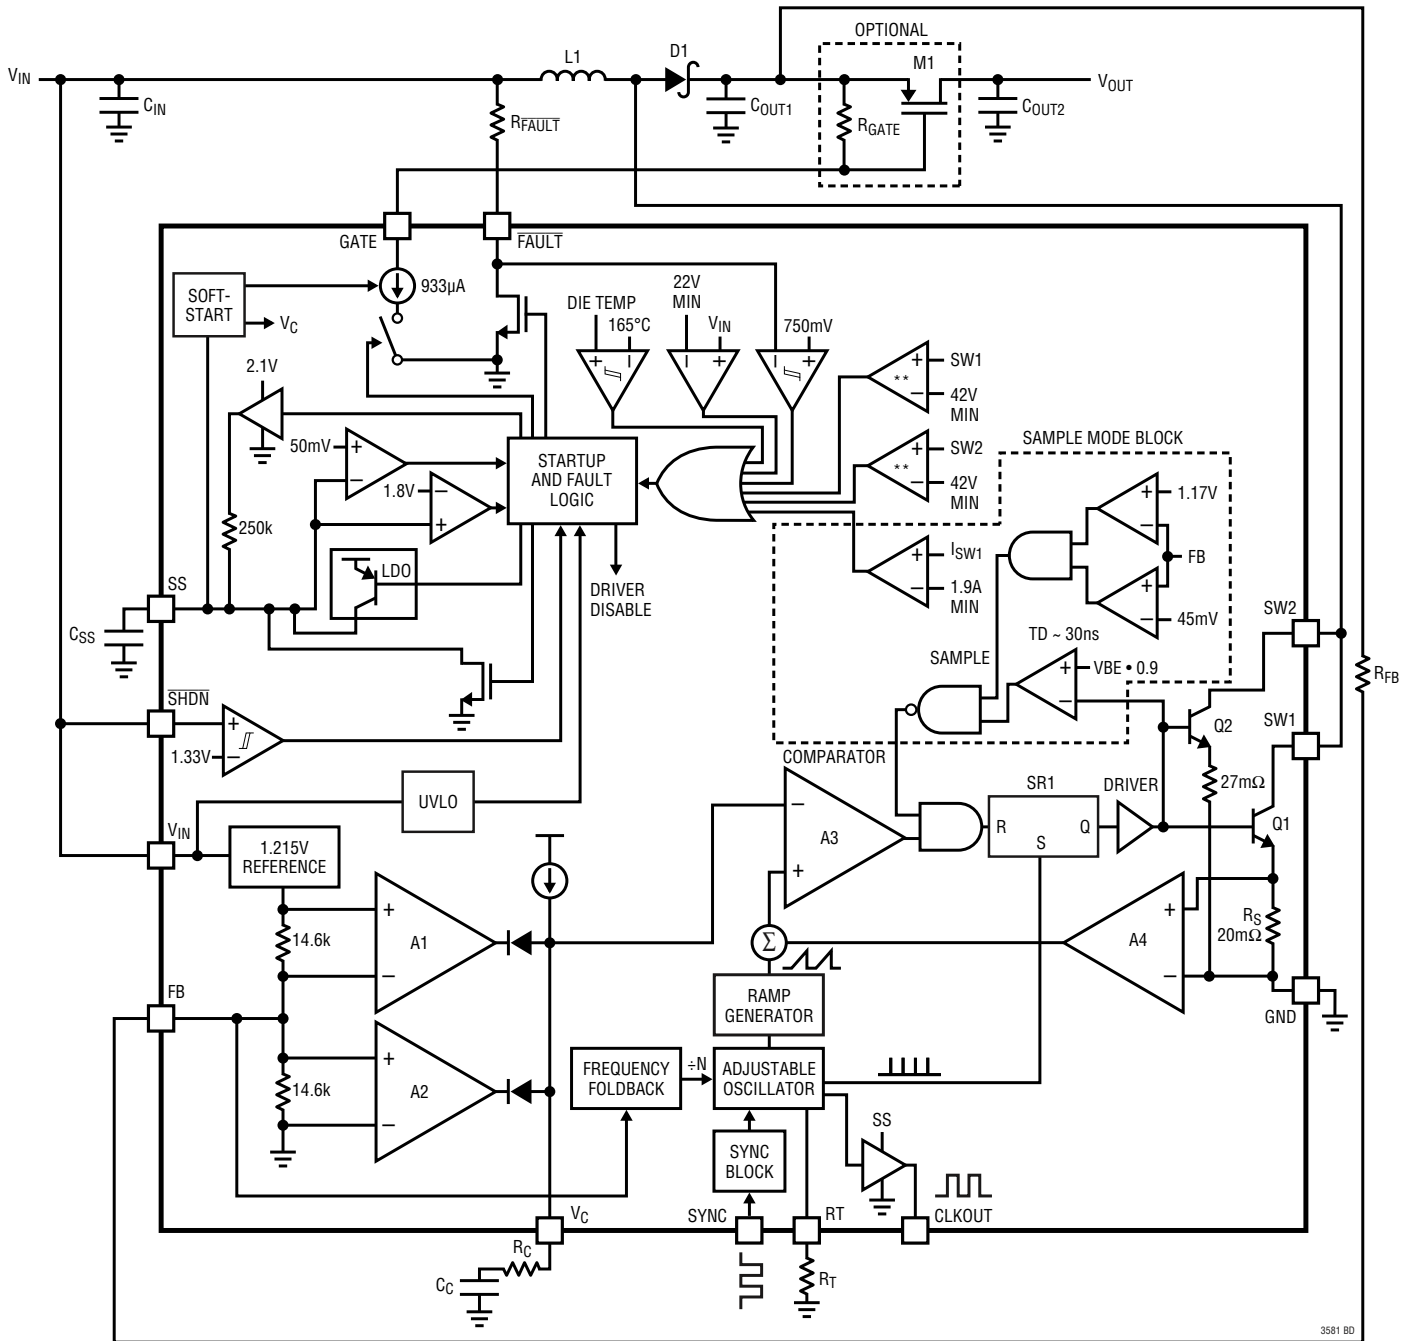 OPTIONAL
L1
D1
M1
VIN
CIN
RFAULT
COUT1
RGATE
COUT2
VOUT
GATE
FAULT
SOFT-
START
VC
933µA
22V
MIN
DIE TEMP
165°C
VIN
750mV
+
−
−
+
−
+
2.1V
50mV
+
−
1.8V
−
+
250k
STARTUP
AND FAULT
LOGIC
DRIVER
DISABLE
LDO
+
**
−
SW1
42V
MIN
+
**
−
SW2
42V
MIN
SAMPLE MODE BLOCK
+
−
ISW1
1.9A
MIN
+
−
1.17V
FB
+
−
45mV
SS
CSS
SW2
TD ~ 30ns
SAMPLE
+
−
VBE • 0.9
RFB
SHDN
+
−
1.33V
Q2
SW1
27mΩ
COMPARATOR
SR1
DRIVER
UVLO
−
A3
+
R
Q
S
Q1
VIN
1.215V
REFERENCE
14.6k
+
A1
−
Σ
+
A4
−
RS
20mΩ
FB
GND
RAMP
GENERATOR
14.6k
+
A2
−
FREQUENCY
FOLDBACK
÷N
ADJUSTABLE
OSCILLATOR
SYNC
BLOCK
SS
VC
SYNC
RT
CLKOUT
RC
CC
RT
3581 BD